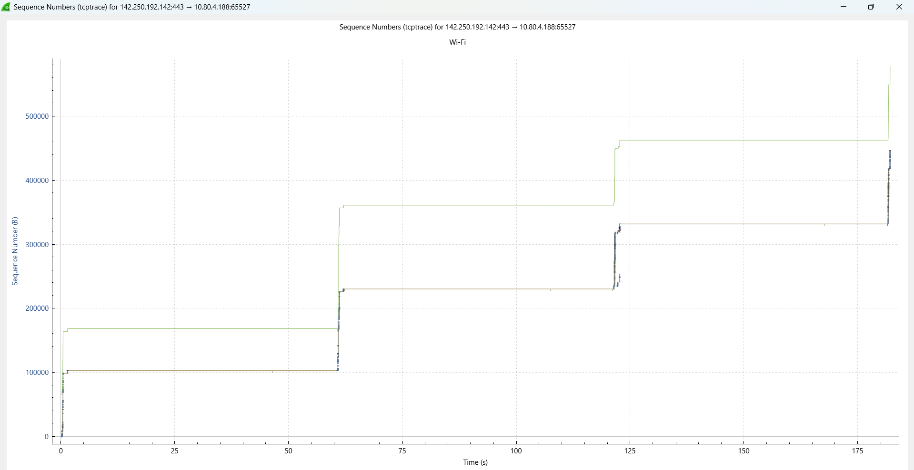 Sequence Numbers (tcptrace) for 142.250.192.142:443 → 10.80.4.188:65527
Sequence Numbers (tcptrace) for 142.250.192.142:443 → 10.80.4.188:65527
Wi-Fi
500000
400000
300000
200000
100000
0
Sequence Number (B)
0 25 50 75 100 125 150 175
Time (s)